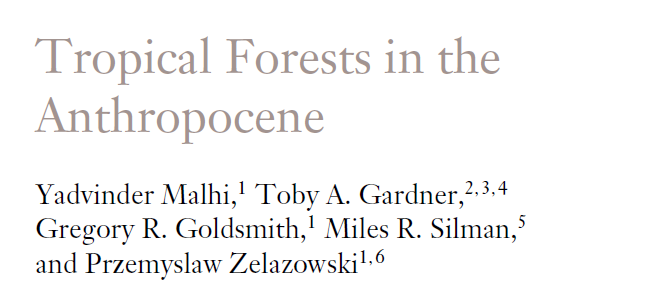 Tropical Forests in the
Anthropocene
Yadvinder Malhi,¹ Toby A. Gardner,²,³,⁴
Gregory R. Goldsmith,¹ Miles R. Silman,⁵
and Przemyslaw Zelazowski¹,⁶